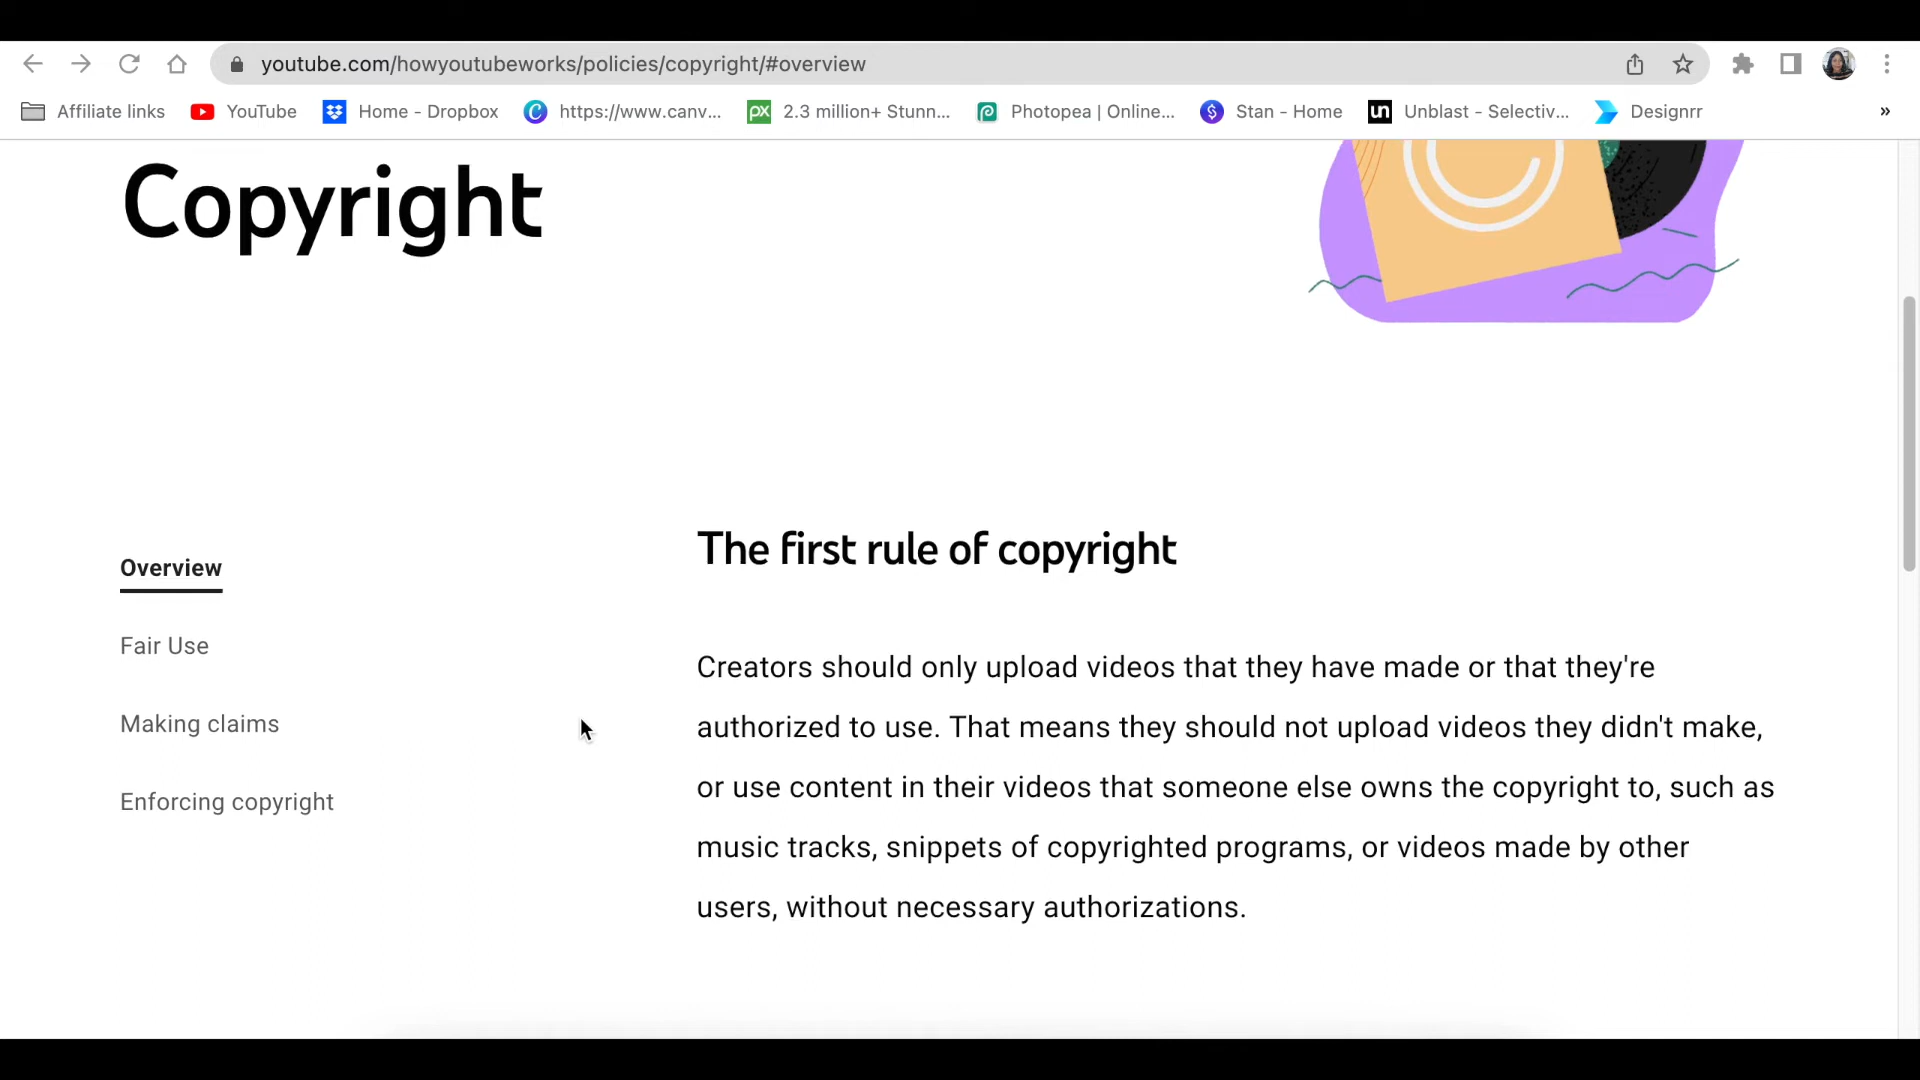 youtube.com/howyoutubeworks/policies/copyright/#overview
Affiliate links YouTube Home - Dropbox https://www.canv... px 2.3 million+ Stunn... Photopea | Online... Stan - Home un Unblast - Selectiv... Designrr »
Copyright
The first rule of copyright
Overview
Fair Use
Making claims
Enforcing copyright
Creators should only upload videos that they have made or that they're
authorized to use. That means they should not upload videos they didn't make,
or use content in their videos that someone else owns the copyright to, such as
music tracks, snippets of copyrighted programs, or videos made by other
users, without necessary authorizations.